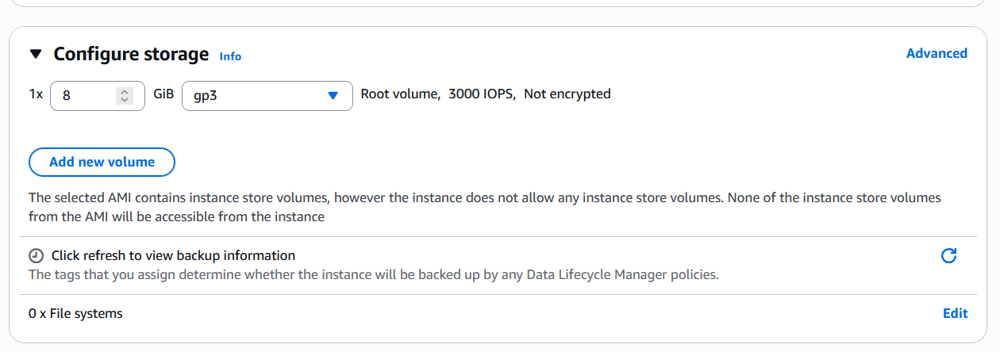 Configure storage Info Advanced
1x 8 GiB gp3 Root volume, 3000 IOPS, Not encrypted
Add new volume
The selected AMI contains instance store volumes, however the instance does not allow any instance store volumes. None of the instance store volumes
from the AMI will be accessible from the instance
Click refresh to view backup information
The tags that you assign determine whether the instance will be backed up by any Data Lifecycle Manager policies.
0 x File systems Edit